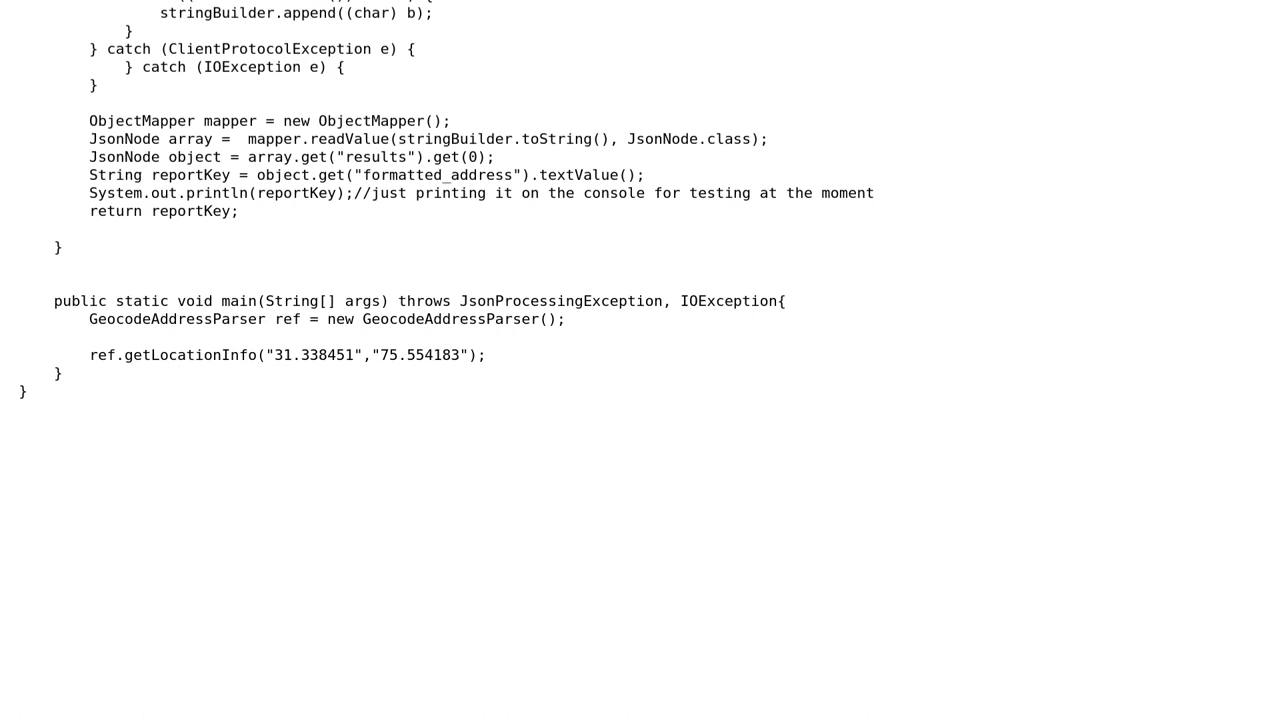 stringBuilder.append((char) b);
}
} catch (ClientProtocolException e) {
} catch (IOException e) {
}
ObjectMapper mapper = new ObjectMapper();
JsonNode array =  mapper.readValue(stringBuilder.toString(), JsonNode.class);
JsonNode object = array.get("results").get(0);
String reportKey = object.get("formatted_address").textValue();
System.out.println(reportKey);//just printing it on the console for testing at the moment
return reportKey;
}
public static void main(String[] args) throws JsonProcessingException, IOException{
GeocodeAddressParser ref = new GeocodeAddressParser();
ref.getLocationInfo("31.338451","75.554183");
}
}